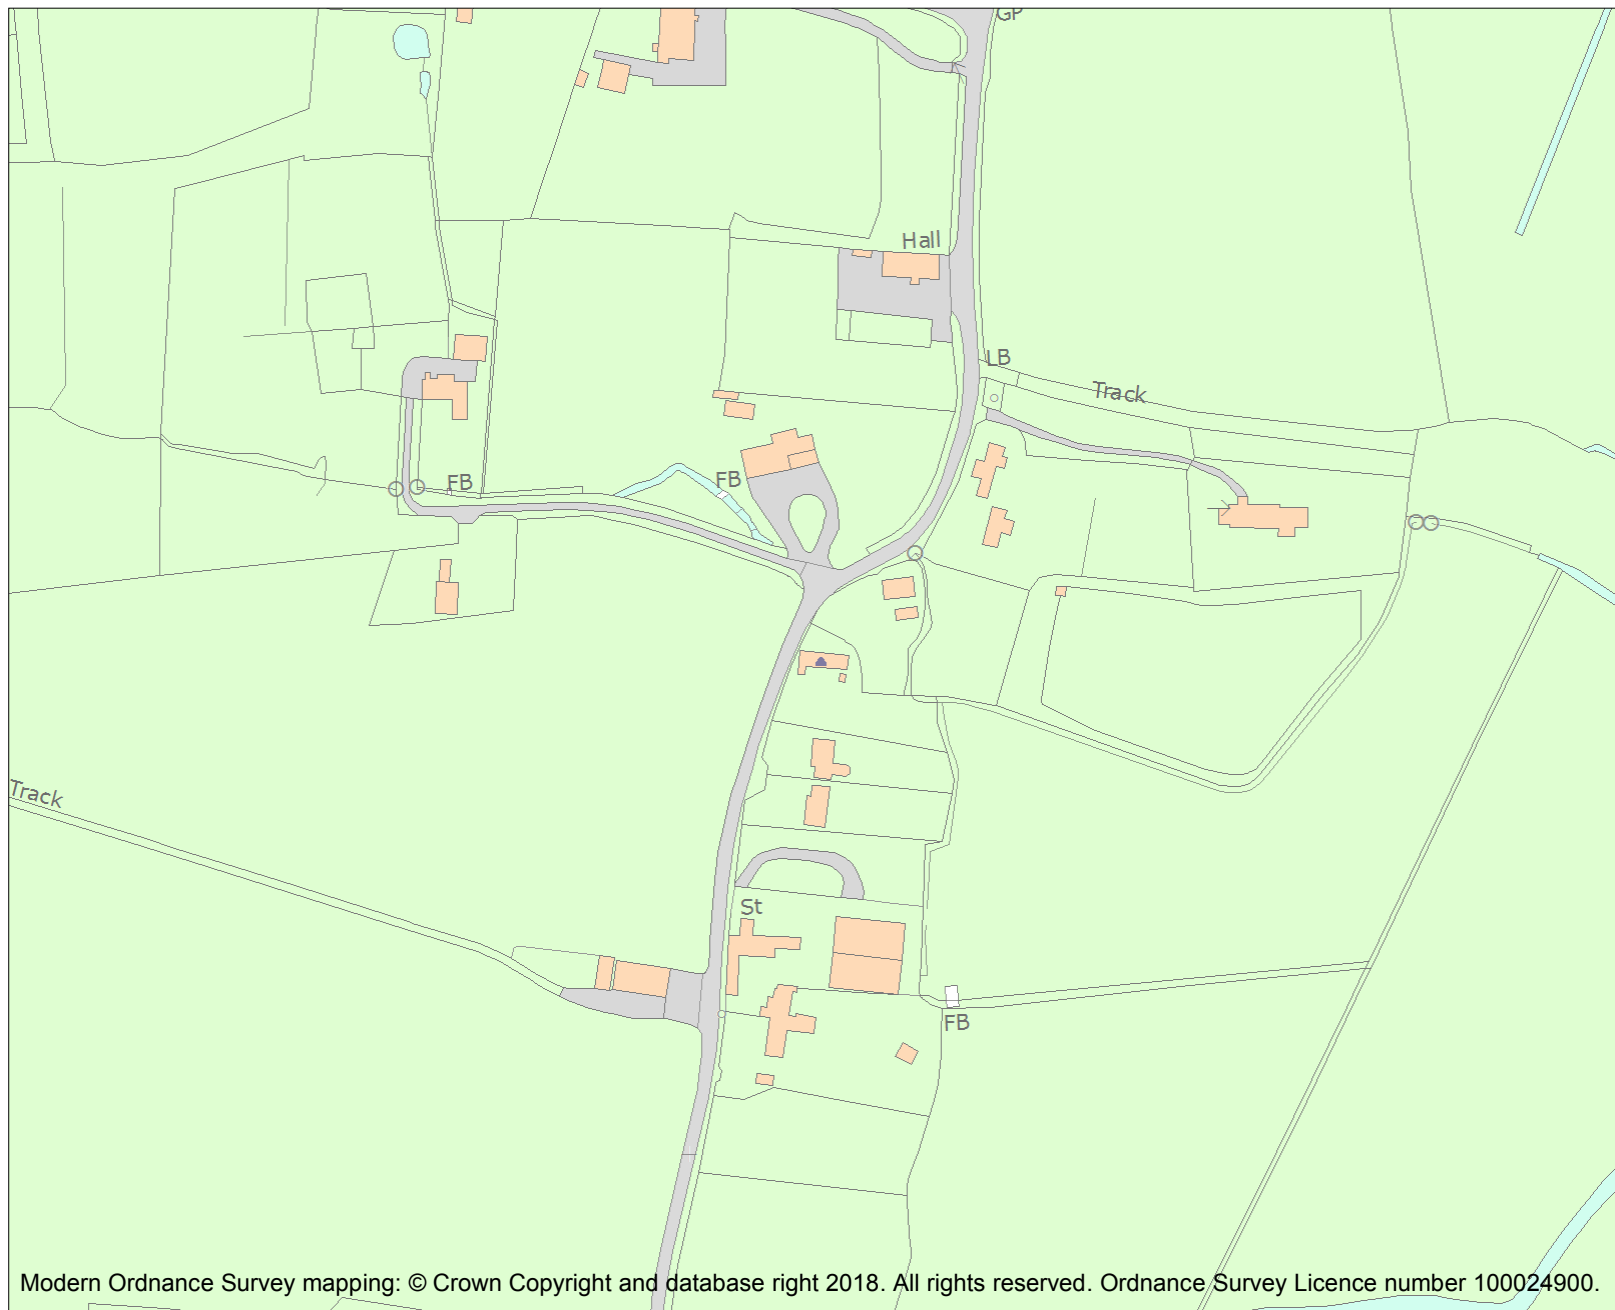 GP
Hall
LB
Track
FB
FB
Track
St
FB
Modern Ordnance Survey mapping: © Crown Copyright and database right 2018. All rights reserved. Ordnance Survey Licence number 100024900.